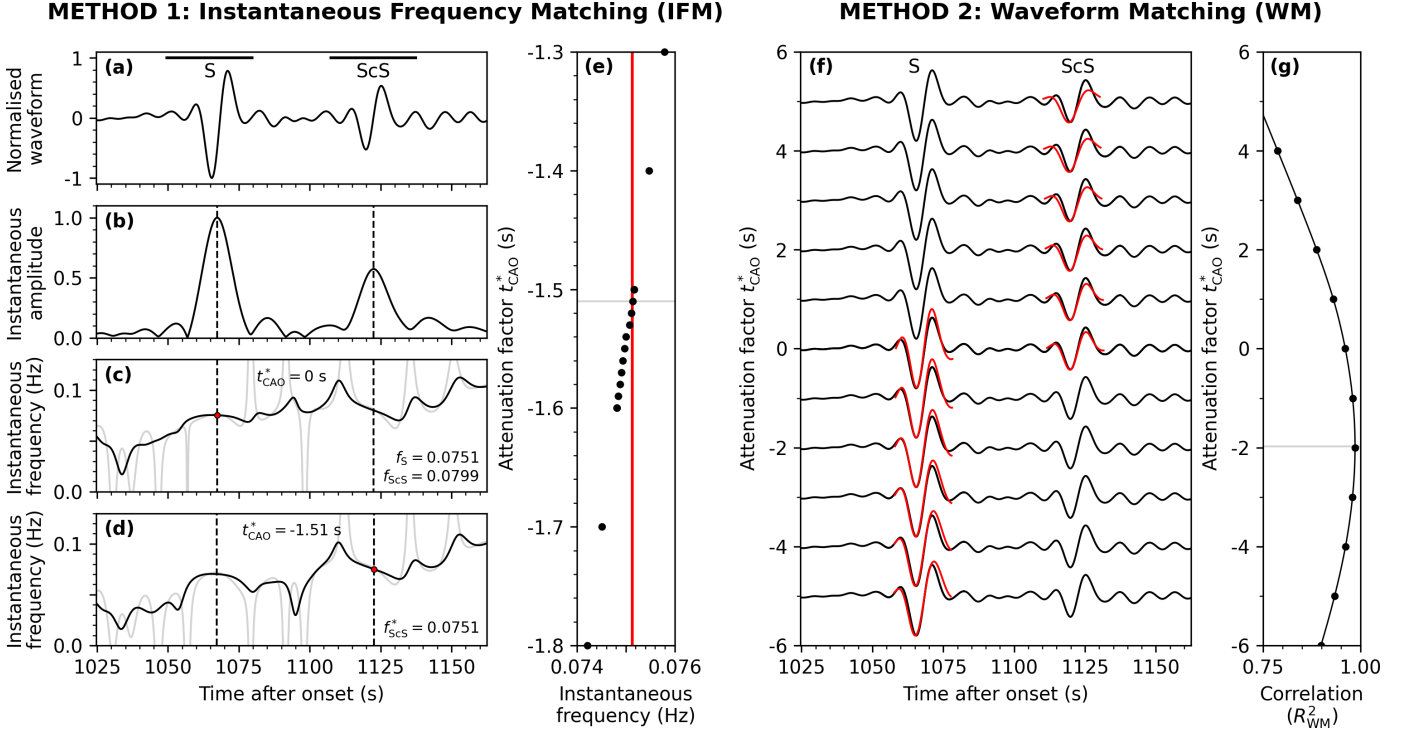 METHOD 1: Instantaneous Frequency Matching (IFM)
METHOD 2: Waveform Matching (WM)
(a)
S
ScS
Normalised
waveform
1
0
-1
(b)
Instantaneous
amplitude
1.0
0.5
0.0
(c)
t*CAO = 0 s
Instantaneous
frequency (Hz)
0.1
0.0
fS = 0.0751
fScS = 0.0799
(d)
t*CAO = -1.51 s
Instantaneous
frequency (Hz)
0.1
0.0
f*ScS = 0.0751
1025 1050 1075 1100 1125 1150
Time after onset (s)
(e)
Attenuation factor t*CAO (s)
-1.3
-1.4
-1.5
-1.6
-1.7
-1.8
0.074 0.076
Instantaneous
frequency (Hz)
(f)
S
ScS
Attenuation factor t*CAO (s)
6
4
2
0
-2
-4
-6
1025 1050 1075 1100 1125 1150
Time after onset (s)
(g)
Attenuation factor t*CAO (s)
6
4
2
0
-2
-4
-6
0.75 1.00
Correlation
(R²WM)